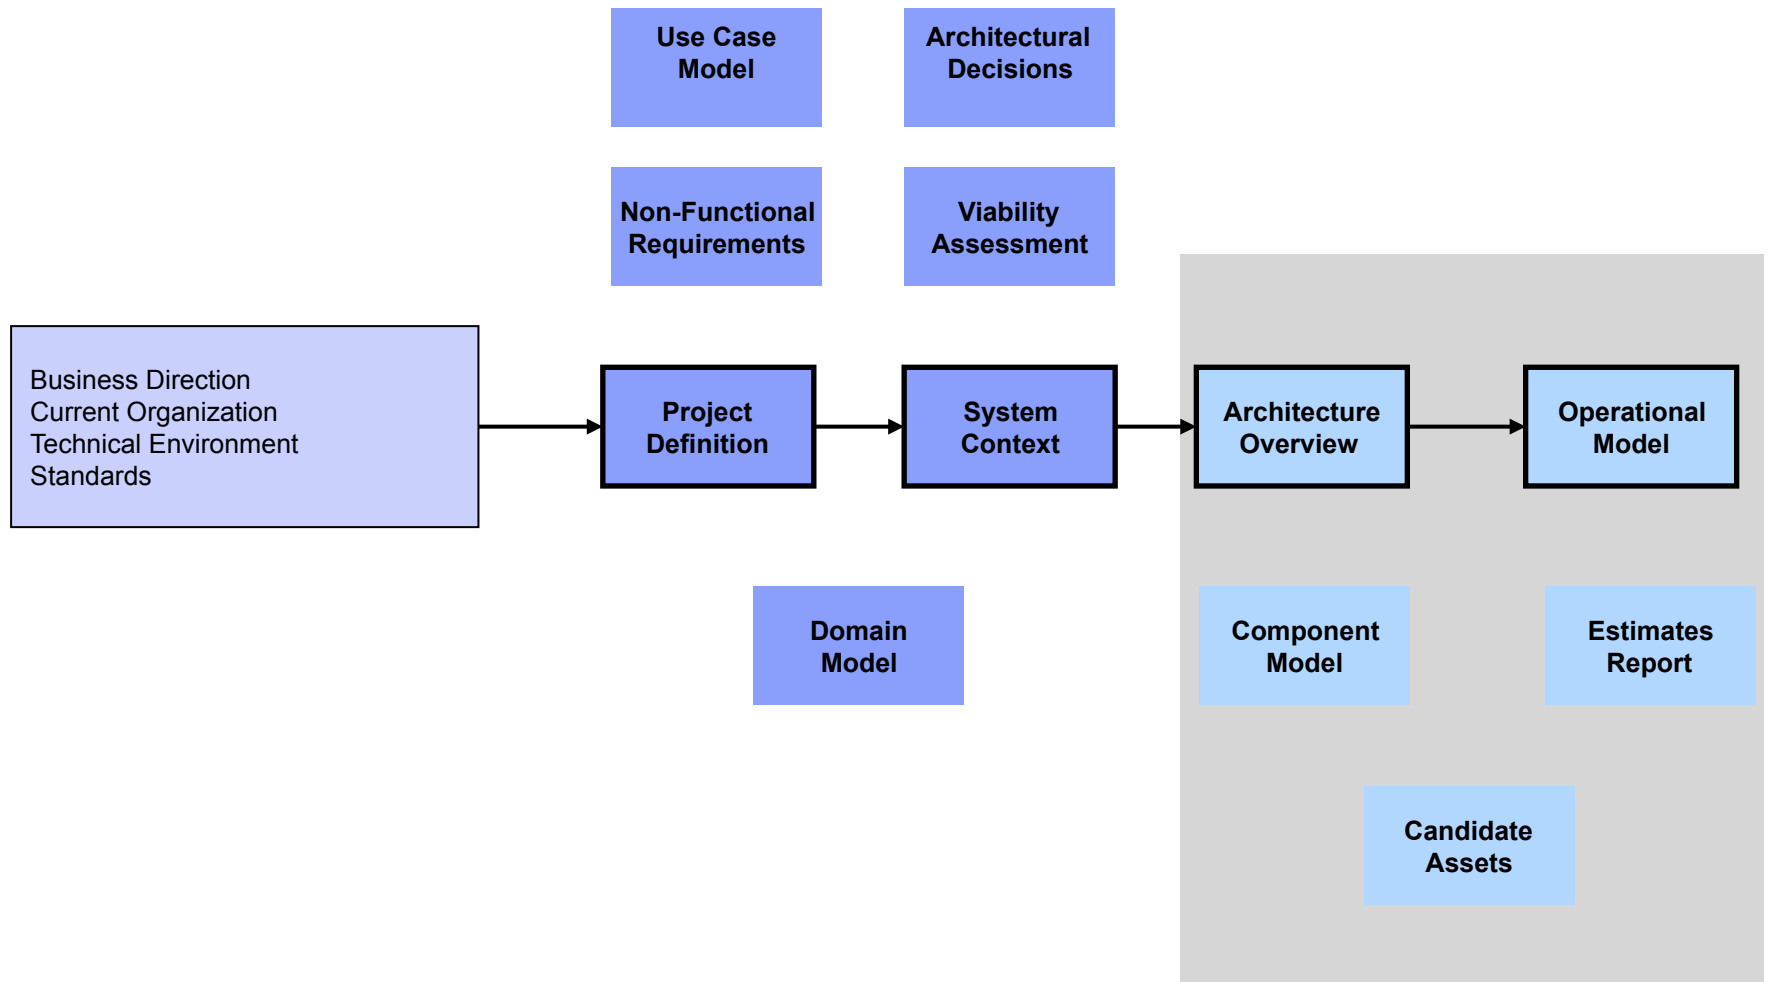 Use Case
Model
Architectural
Decisions
Non-Functional
Requirements
Viability
Assessment
Business Direction
Current Organization
Technical Environment
Standards
Project
Definition
System
Context
Architecture
Overview
Operational
Model
Domain
Model
Component
Model
Estimates
Report
Candidate
Assets